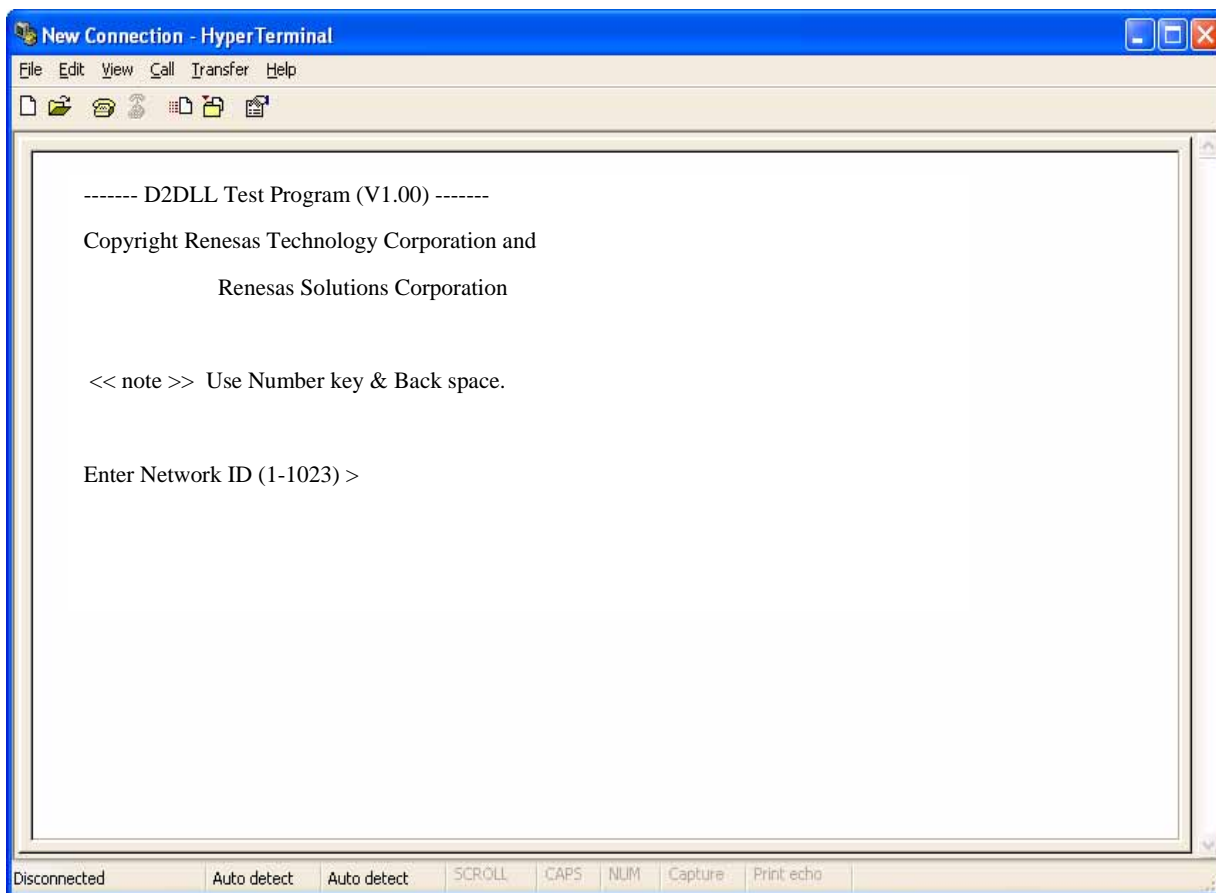 New Connection - HyperTerminal
File Edit View Call Transfer Help
------- D2DLL Test Program (V1.00) -------
Copyright Renesas Technology Corporation and
Renesas Solutions Corporation
<< note >> Use Number key & Back space.
Enter Network ID (1-1023) >
Disconnected Auto detect Auto detect SCROLL CAPS NUM Capture Print echo